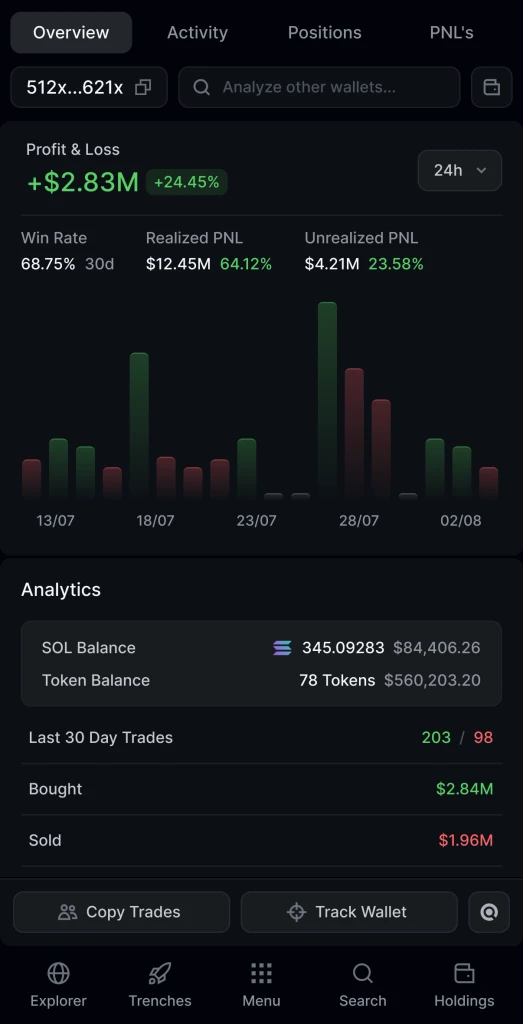 Overview Activity Positions PNL's
512x...621x Analyze other wallets...
Profit & Loss
+$2.83M +24.45% 24h
Win Rate Realized PNL Unrealized PNL
68.75% 30d $12.45M 64.12% $4.21M 23.58%
13/07 18/07 23/07 28/07 02/08
Analytics
SOL Balance 345.09283 $84,406.26
Token Balance 78 Tokens $560,203.20
Last 30 Day Trades 203 / 98
Bought $2.84M
Sold $1.96M
Copy Trades Track Wallet
Explorer Trenches Menu Search Holdings